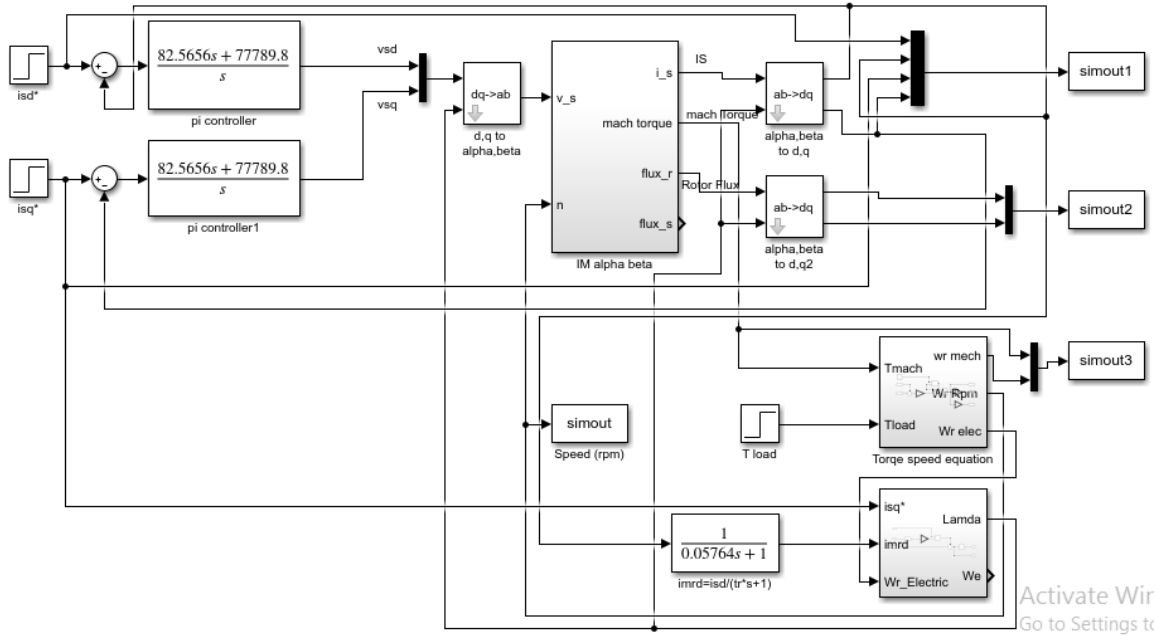 isd*
+
-
82.5656s + 77789.8
s
pi controller
vsd
vsq
dq->ab
d,q to
alpha,beta
isq*
+
-
82.5656s + 77789.8
s
pi controller1
v_s
n
i_s
mach torque
flux_r
flux_s
IM alpha beta
IS
mach Torque
Rotor Flux
ab->dq
alpha,beta
to d,q
ab->dq
alpha,beta
to d,q2
simout1
simout2
simout3
simout
Speed (rpm)
T load
Tmach
Tload
wr mech
Wr Rpm
Wr elec
Torqe speed equation
1
0.05764s + 1
imrd=isd/(tr*s+1)
isq*
imrd
Wr_Electric
Lamda
We
Activate Wir
Go to Settings to